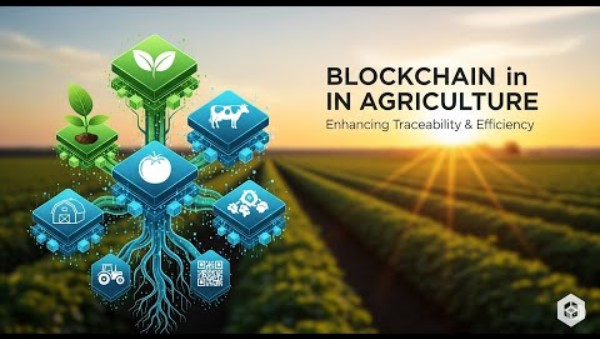 BLOCKCHAIN in
IN AGRICULTURE
Enhancing Traceability & Efficiency